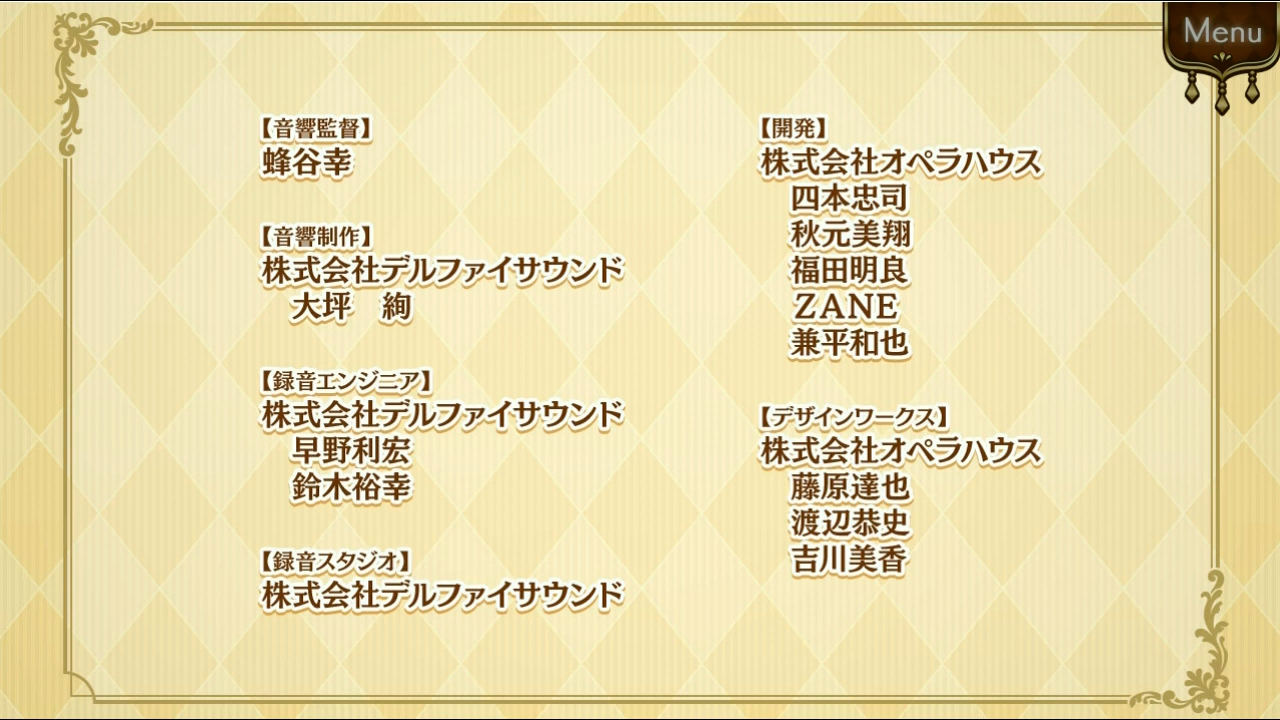 Menu
【音響監督】
蜂谷幸
【音響制作】
株式会社デルファイサウンド
大坪　絢
【録音エンジニア】
株式会社デルファイサウンド
早野利宏
鈴木裕幸
【録音スタジオ】
株式会社デルファイサウンド
【開発】
株式会社オペラハウス
四本忠司
秋元美翔
福田明良
ZANE
兼平和也
【デザインワークス】
株式会社オペラハウス
藤原達也
渡辺恭史
吉川美香